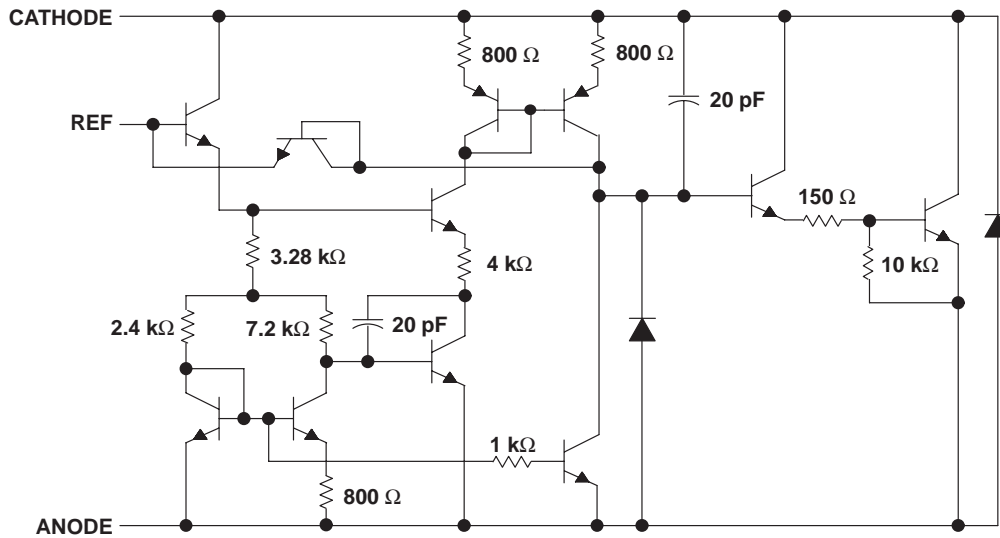 CATHODE
800 Ω
800 Ω
20 pF
REF
150 Ω
3.28 kΩ
4 kΩ
10 kΩ
2.4 kΩ
7.2 kΩ
20 pF
1 kΩ
800 Ω
ANODE